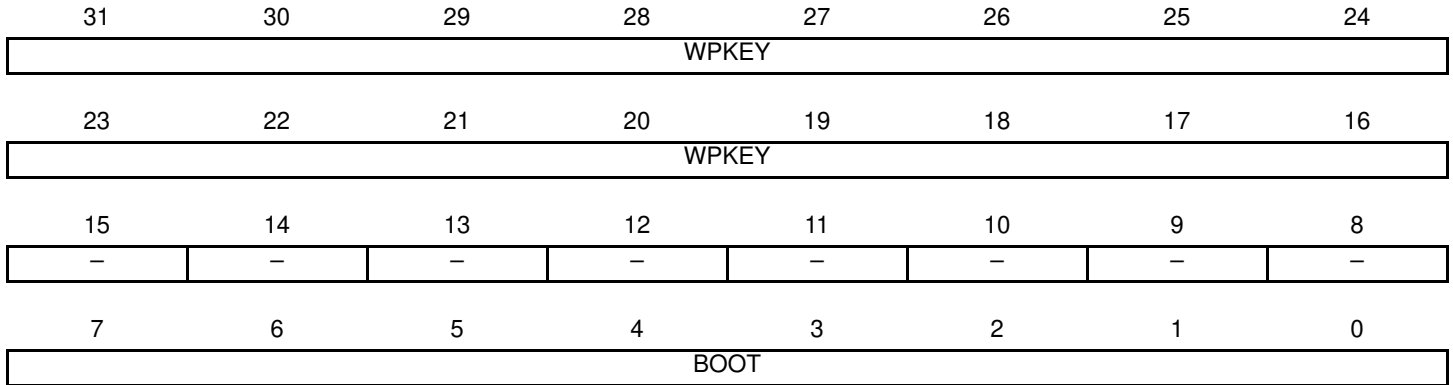 31 30 29 28 27 26 25 24
WPKEY
23 22 21 20 19 18 17 16
WPKEY
15 14 13 12 11 10 9 8
– – – – – – – –
7 6 5 4 3 2 1 0
BOOT